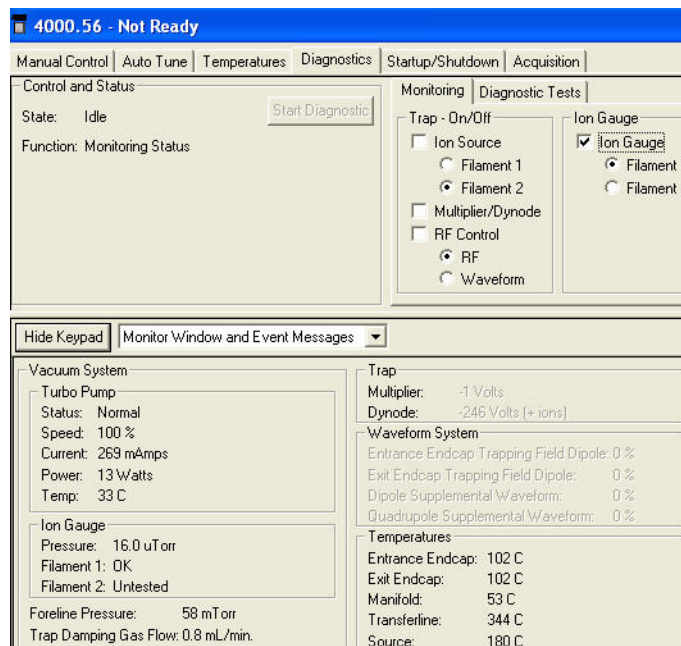 4000.56 - Not Ready
Manual Control Auto Tune Temperatures Diagnostics Startup/Shutdown Acquisition
Control and Status
State: Idle
Start Diagnostic
Function: Monitoring Status
Monitoring Diagnostic Tests
Trap - On/Off
Ion Source
Filament 1
Filament 2
Multiplier/Dynode
RF Control
RF
Waveform
Ion Gauge
Ion Gauge
Filament
Filament
Hide Keypad Monitor Window and Event Messages
Vacuum System
Turbo Pump
Status: Normal
Speed: 100 %
Current: 269 mAmps
Power: 13 Watts
Temp: 33 C
Ion Gauge
Pressure: 16.0 uTorr
Filament 1: OK
Filament 2: Untested
Foreline Pressure: 58 mTorr
Trap Damping Gas Flow: 0.8 mL/min.
Trap
Multiplier: -1 Volts
Dynode: -246 Volts (+ ions)
Waveform System
Entrance Endcap Trapping Field Dipole: 0 %
Exit Endcap Trapping Field Dipole: 0 %
Dipole Supplemental Waveform: 0 %
Quadrupole Supplemental Waveform: 0 %
Temperatures
Entrance Endcap: 102 C
Exit Endcap: 102 C
Manifold: 53 C
Transferline: 344 C
Source: 180 C